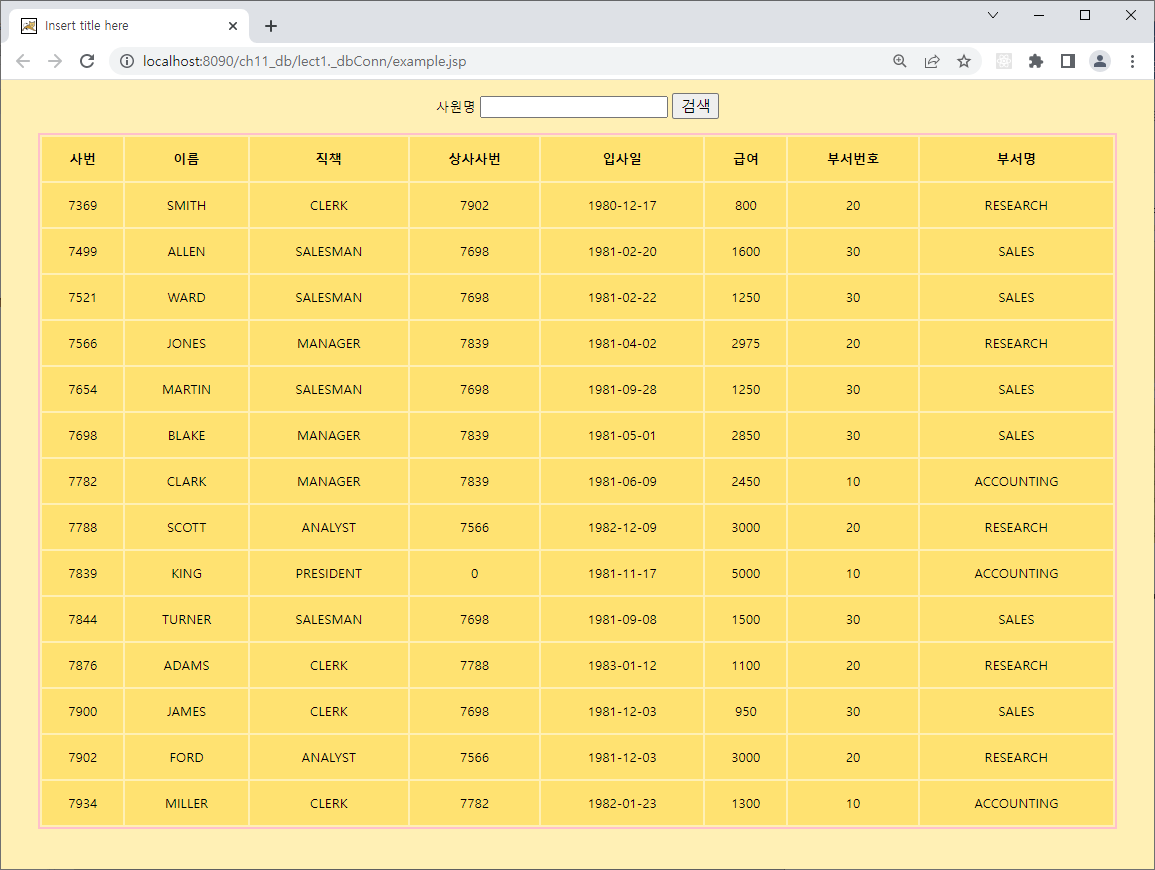 Insert title here
localhost:8090/ch11_db/lect1._dbConn/example.jsp
사원명 검색
사번 이름 직책 상사사번 입사일 급여 부서번호 부서명
7369 SMITH CLERK 7902 1980-12-17 800 20 RESEARCH
7499 ALLEN SALESMAN 7698 1981-02-20 1600 30 SALES
7521 WARD SALESMAN 7698 1981-02-22 1250 30 SALES
7566 JONES MANAGER 7839 1981-04-02 2975 20 RESEARCH
7654 MARTIN SALESMAN 7698 1981-09-28 1250 30 SALES
7698 BLAKE MANAGER 7839 1981-05-01 2850 30 SALES
7782 CLARK MANAGER 7839 1981-06-09 2450 10 ACCOUNTING
7788 SCOTT ANALYST 7566 1982-12-09 3000 20 RESEARCH
7839 KING PRESIDENT 0 1981-11-17 5000 10 ACCOUNTING
7844 TURNER SALESMAN 7698 1981-09-08 1500 30 SALES
7876 ADAMS CLERK 7788 1983-01-12 1100 20 RESEARCH
7900 JAMES CLERK 7698 1981-12-03 950 30 SALES
7902 FORD ANALYST 7566 1981-12-03 3000 20 RESEARCH
7934 MILLER CLERK 7782 1982-01-23 1300 10 ACCOUNTING